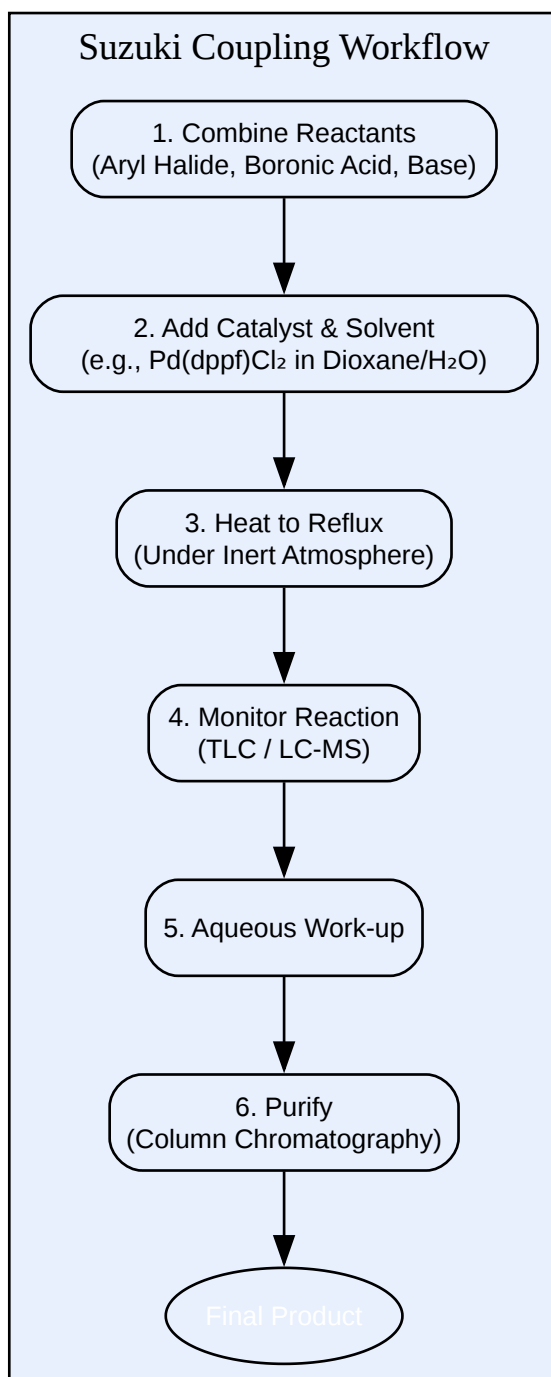 Suzuki Coupling Workflow
1. Combine Reactants
(Aryl Halide, Boronic Acid, Base)
2. Add Catalyst & Solvent
(e.g., Pd(dppf)Cl₂ in Dioxane/H₂O)
3. Heat to Reflux
(Under Inert Atmosphere)
4. Monitor Reaction
(TLC / LC-MS)
5. Aqueous Work-up
6. Purify
(Column Chromatography)
Final Product